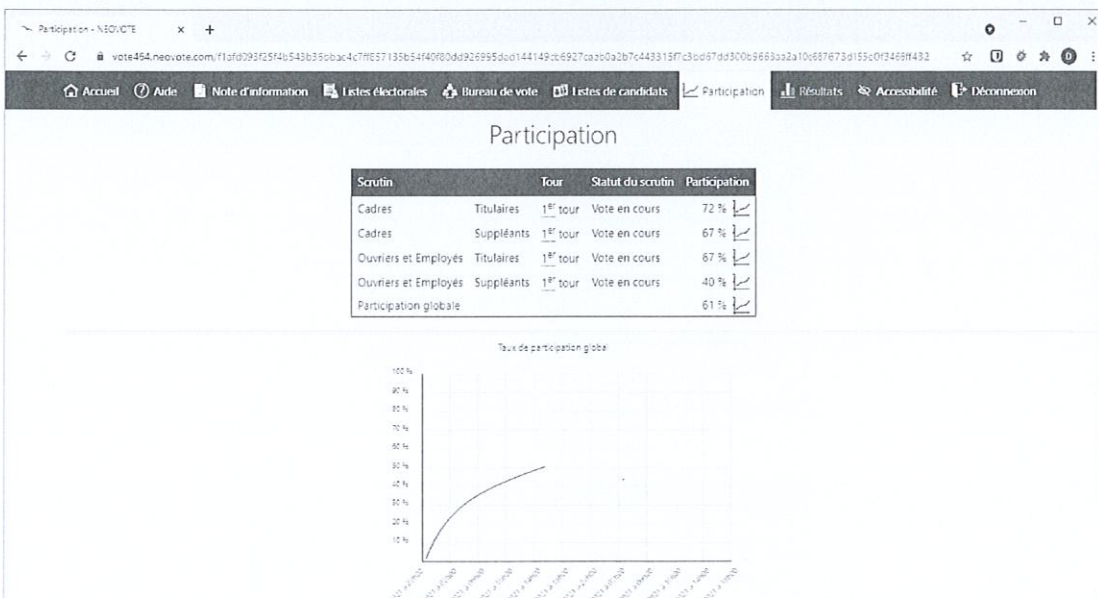 Participation - NEOVOTE
Accueil Aide Note d'information Listes électorales Bureau de vote Listes de candidats Participation Résultats Accessibilité Déconnexion
Participation
Scrutin Tour Statut du scrutin Participation
Cadres Titulaires 1er tour Vote en cours 72 %
Cadres Suppléants 1er tour Vote en cours 67 %
Ouvriers et Employés Titulaires 1er tour Vote en cours 67 %
Ouvriers et Employés Suppléants 1er tour Vote en cours 40 %
Participation globale 61 %
Taux de participation global
100 %
90 %
80 %
70 %
60 %
50 %
40 %
30 %
20 %
10 %